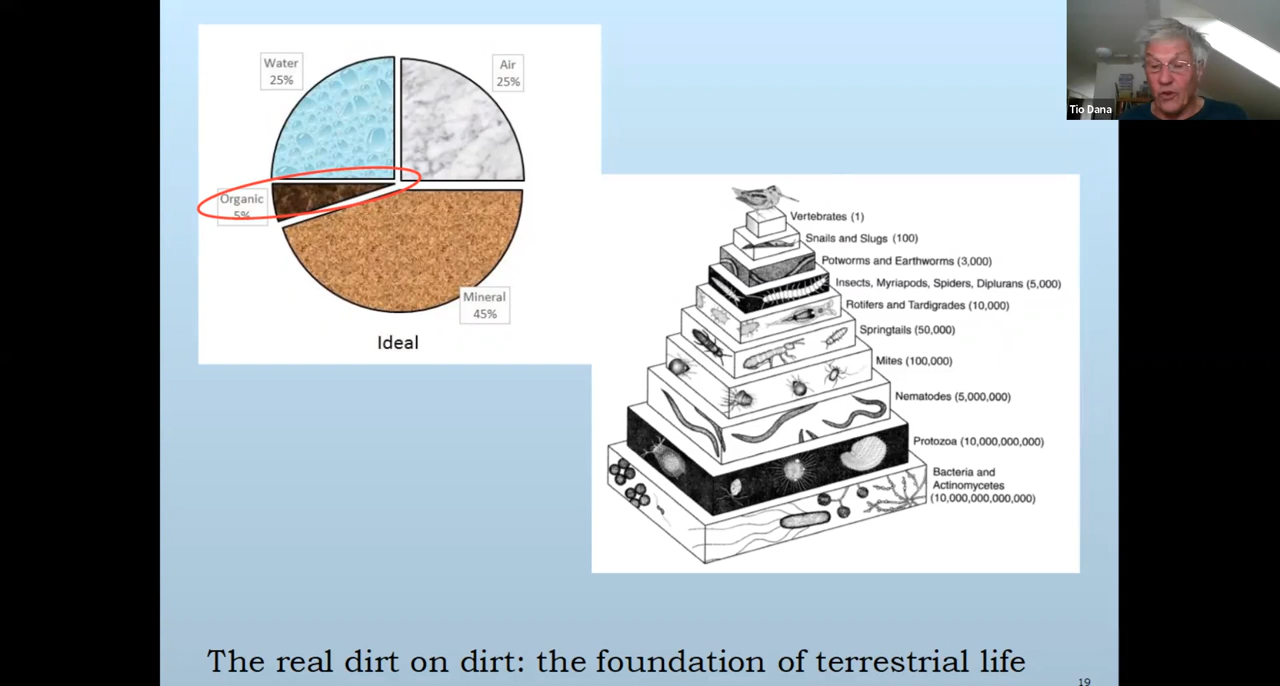 Water
25%
Air
25%
Organic
5%
Mineral
45%
Ideal
Tio Dana
Vertebrates (1)
Snails and Slugs (100)
Potworms and Earthworms (3,000)
Insects, Myriapods, Spiders, Diplurans (5,000)
Rotifers and Tardigrades (10,000)
Springtails (50,000)
Mites (100,000)
Nematodes (5,000,000)
Protozoa (10,000,000,000)
Bacteria and
Actinomycetes
(10,000,000,000,000)
The real dirt on dirt: the foundation of terrestrial life
19